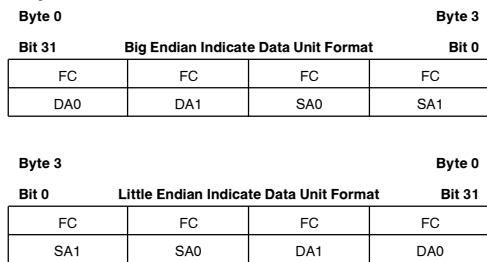 Byte 0 Byte 3
Bit 31 Big Endian Indicate Data Unit Format Bit 0
FC FC FC FC
DA0 DA1 SA0 SA1
Byte 3 Byte 0
Bit 0 Little Endian Indicate Data Unit Format Bit 31
FC FC FC FC
SA1 SA0 DA1 DA0